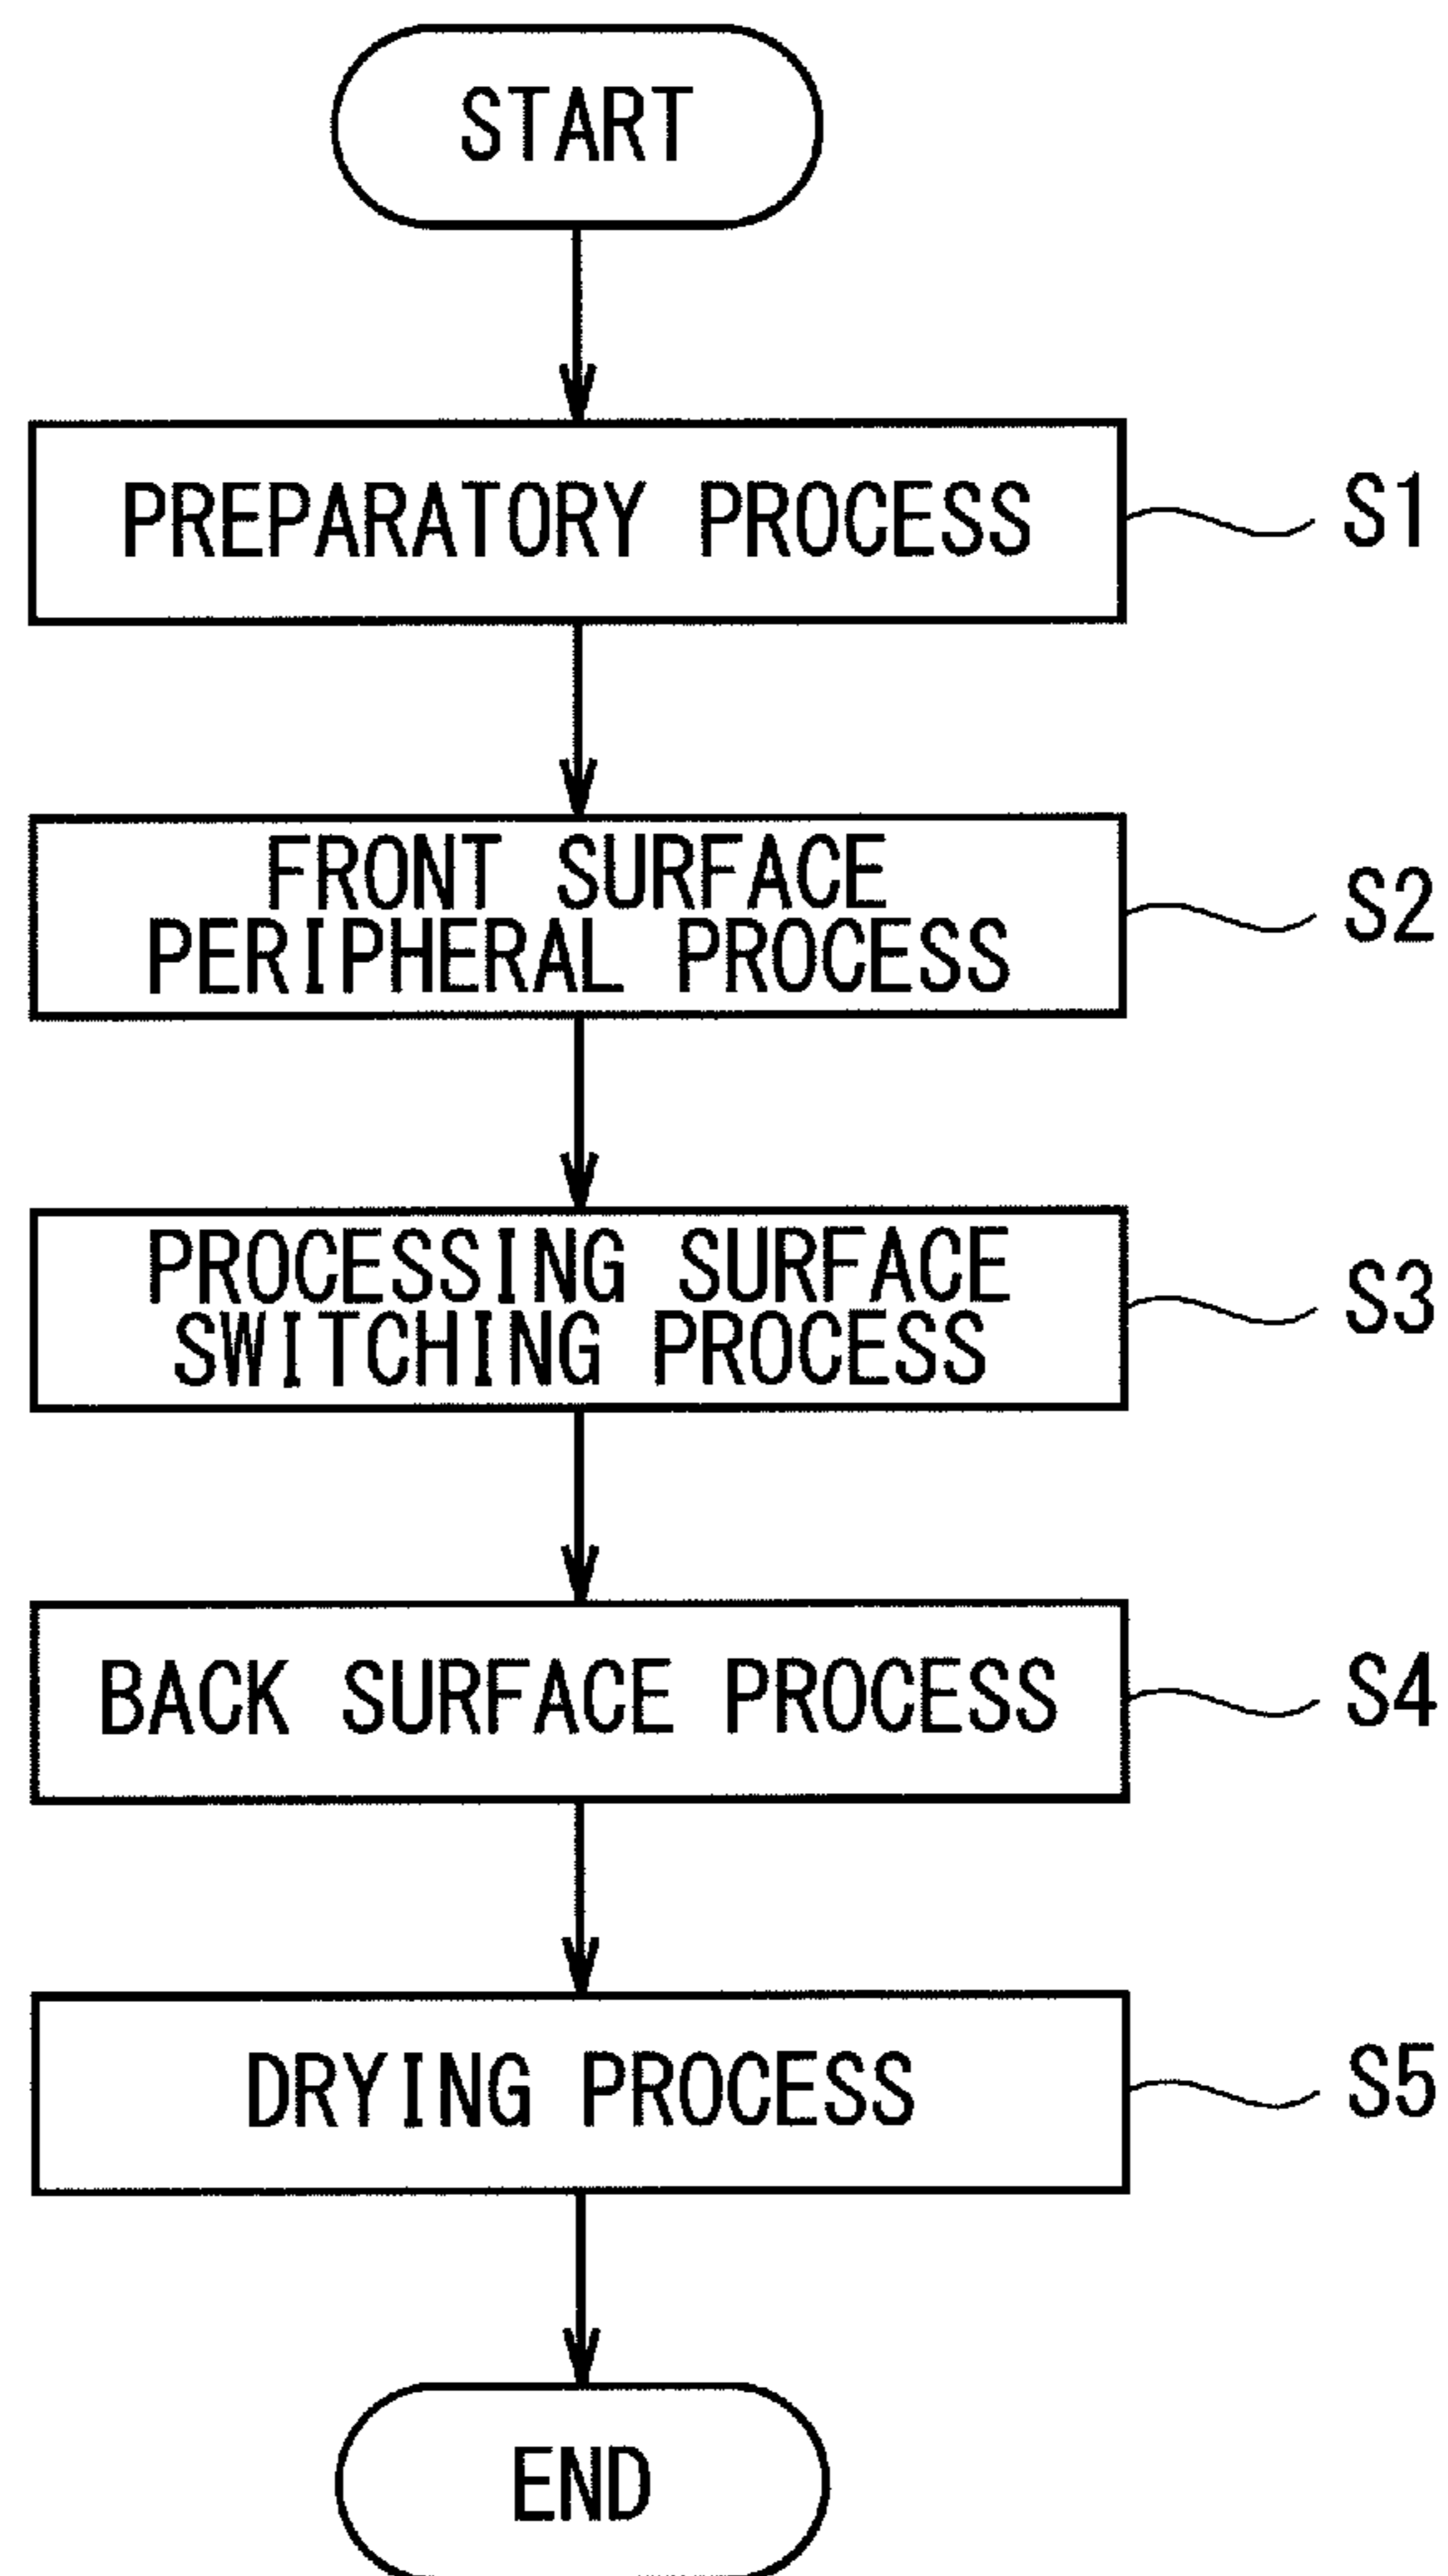 START
PREPARATORY PROCESS
S1
FRONT SURFACE
PERIPHERAL PROCESS
S2
PROCESSING SURFACE
SWITCHING PROCESS
S3
BACK SURFACE PROCESS
S4
DRYING PROCESS
S5
END